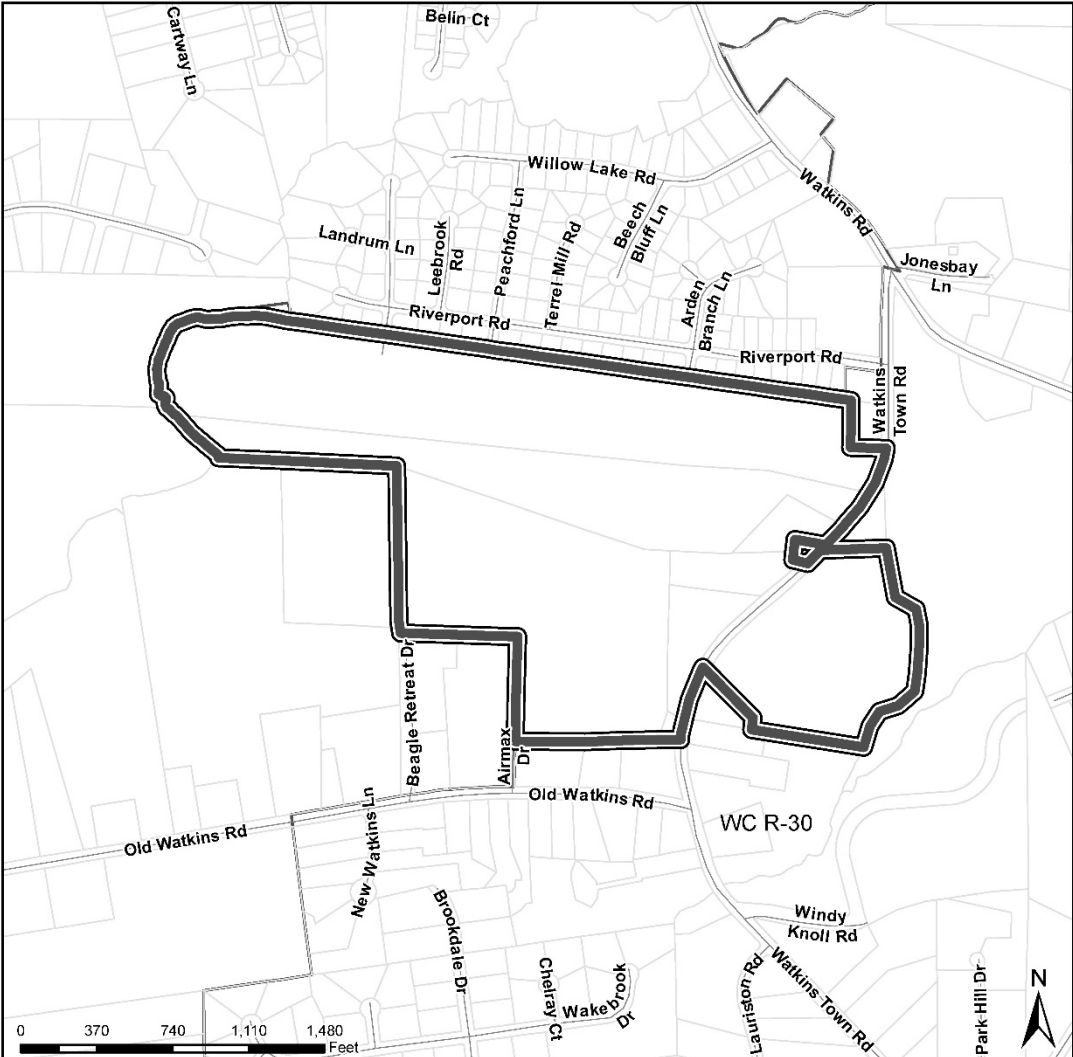 Belin Ct
Cartway Ln
Willow Lake Rd
Watkins Rd
Beech
Bluff Ln
Peachford Ln
Landrum Ln
Leebrook
Rd
Terrel Mill Rd
Jonesbay
Ln
Arden
Branch Ln
Riverport Rd
Riverport Rd
Watkins
Town Rd
Beagle Retreat Dr
Airmax
Dr
Old Watkins Rd
Old Watkins Rd
WC R-30
New Watkins Ln
Brookdale Dr
Windy
Knoll Rd
Chelray Ct
Wakebrook
Dr
Lauriston Rd
Watkins Town Rd
Park Hill Dr
N
0 370 740 1,110 1,480
Feet